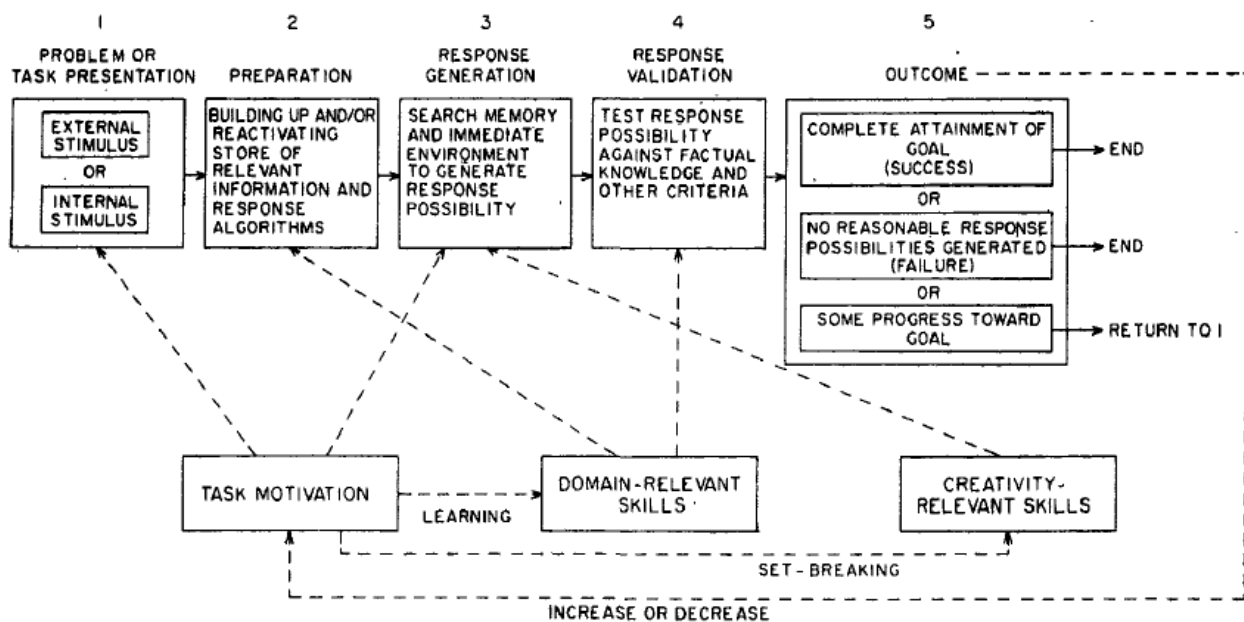 1
2
3
4
5
PROBLEM OR
TASK PRESENTATION
PREPARATION
RESPONSE
GENERATION
RESPONSE
VALIDATION
OUTCOME
EXTERNAL
STIMULUS
OR
INTERNAL
STIMULUS
BUILDING UP AND/OR
REACTIVATING
STORE OF
RELEVANT
INFORMATION AND
RESPONSE
ALGORITHMS
SEARCH MEMORY
AND IMMEDIATE
ENVIRONMENT
TO GENERATE
RESPONSE
POSSIBILITY
TEST RESPONSE
POSSIBILITY
AGAINST FACTUAL
KNOWLEDGE AND
OTHER CRITERIA
COMPLETE ATTAINMENT OF
GOAL
(SUCCESS)
END
OR
NO REASONABLE RESPONSE
POSSIBILITIES GENERATED
(FAILURE)
END
OR
SOME PROGRESS TOWARD
GOAL
RETURN TO 1
TASK MOTIVATION
LEARNING
DOMAIN-RELEVANT
SKILLS
CREATIVITY-
RELEVANT SKILLS
SET-BREAKING
INCREASE OR DECREASE